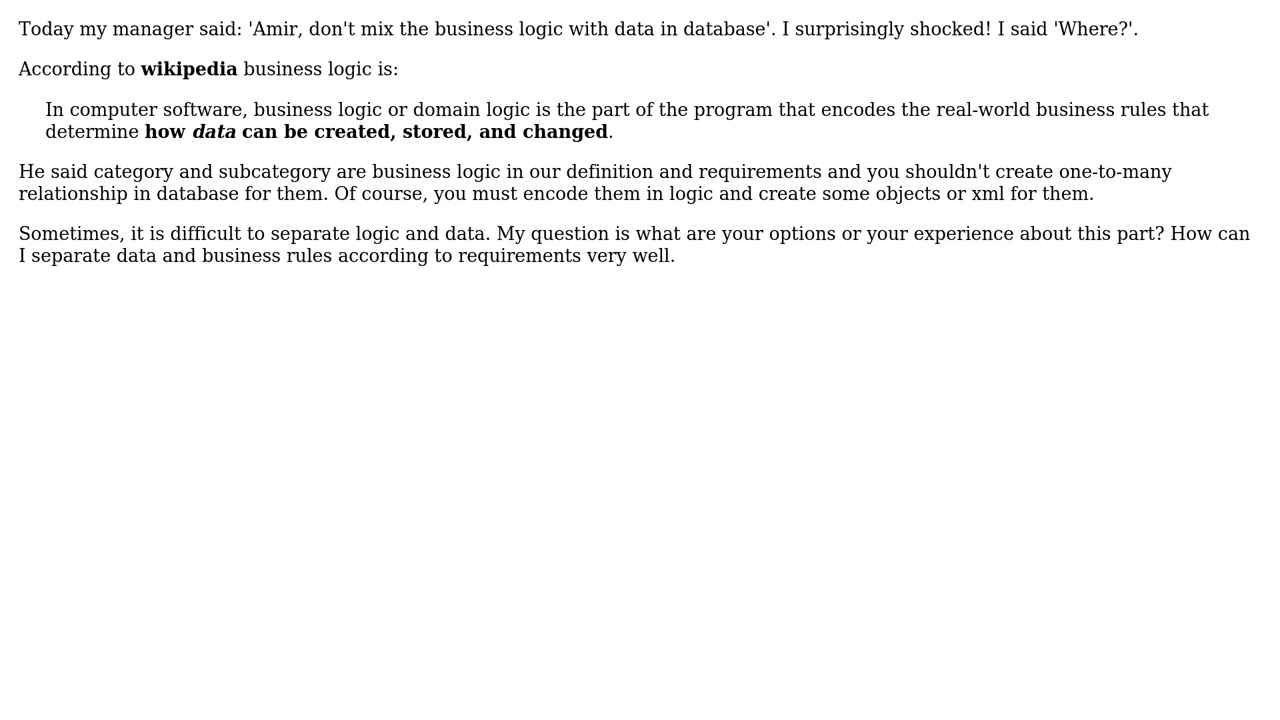 Today my manager said: 'Amir, don't mix the business logic with data in database'. I surprisingly shocked! I said 'Where?'.
According to wikipedia business logic is:
In computer software, business logic or domain logic is the part of the program that encodes the real-world business rules that
determine how data can be created, stored, and changed.
He said category and subcategory are business logic in our definition and requirements and you shouldn't create one-to-many
relationship in database for them. Of course, you must encode them in logic and create some objects or xml for them.
Sometimes, it is difficult to separate logic and data. My question is what are your options or your experience about this part? How can
I separate data and business rules according to requirements very well.